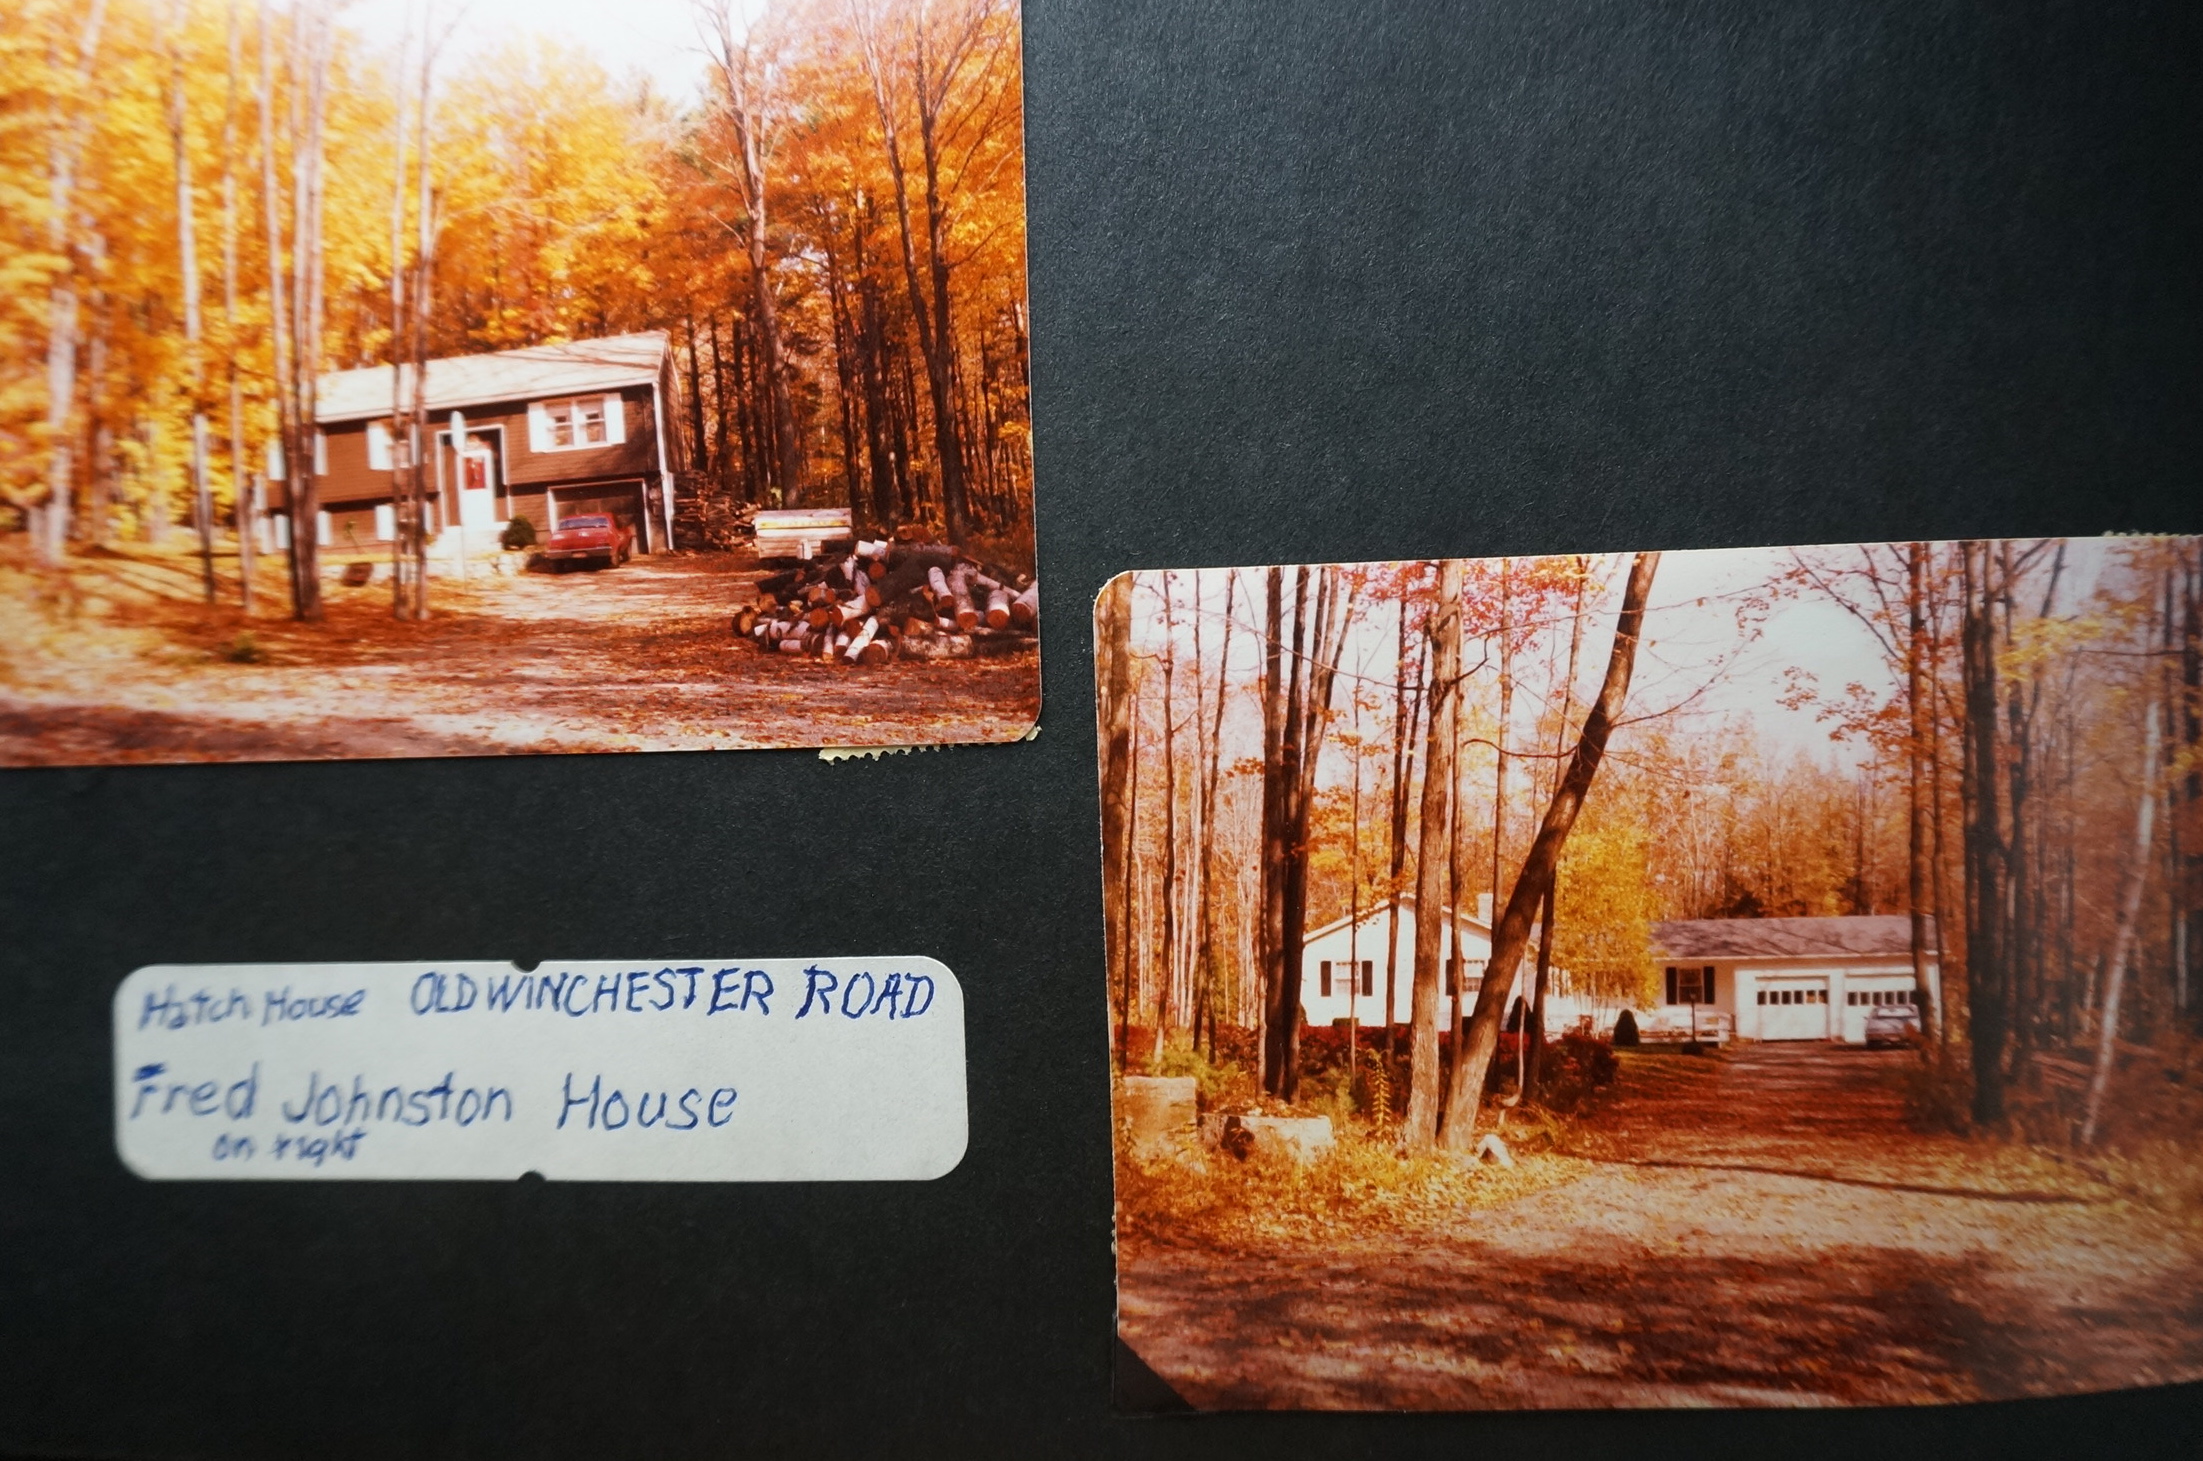 Hatch House OLD WINCHESTER ROAD
Fred Johnston House
on right